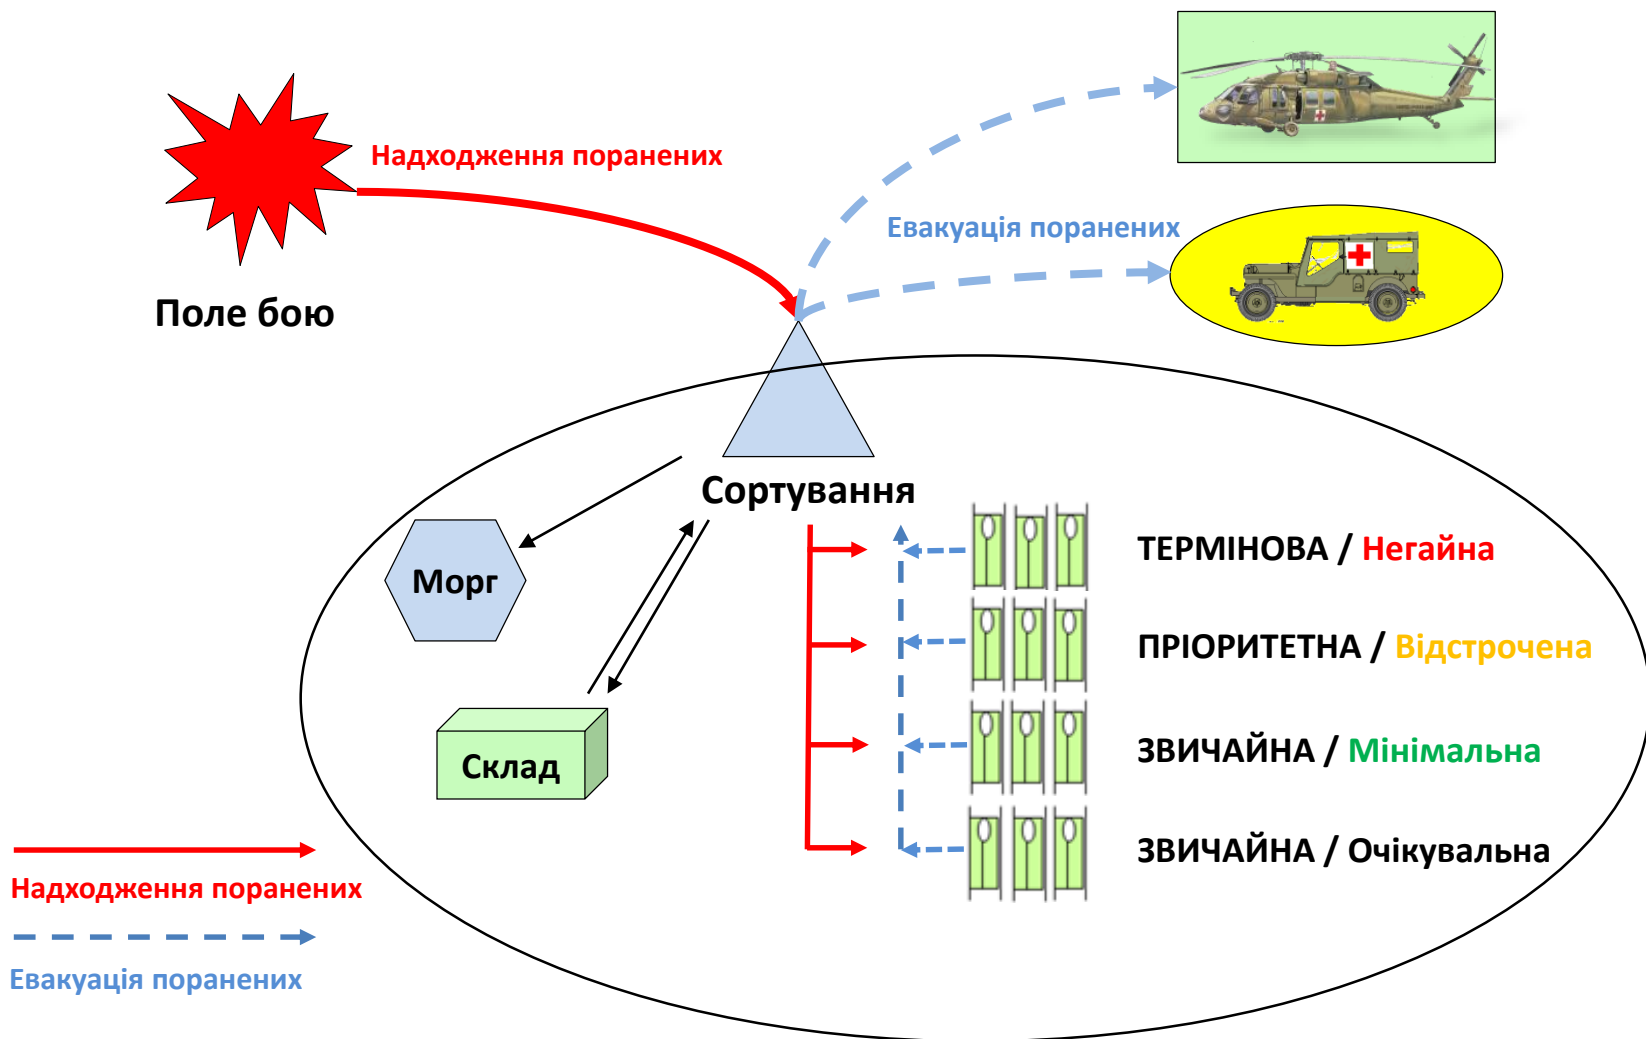 Надходження поранених
Евакуація поранених
Поле бою
Сортування
Морг
Склад
ТЕРМІНОВА / Негайна
ПРІОРИТЕТНА / Відстрочена
ЗВИЧАЙНА / Мінімальна
ЗВИЧАЙНА / Очікувальна
Надходження поранених
Евакуація поранених